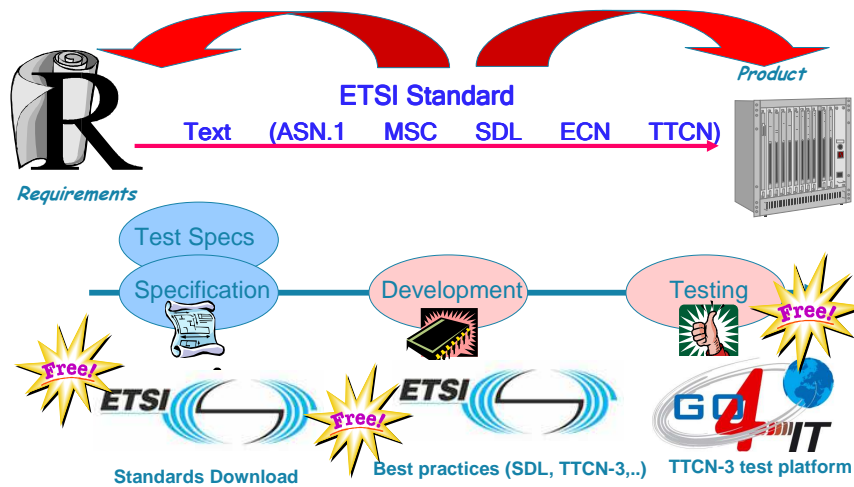 Product
ETSI Standard
Text (ASN.1 MSC SDL ECN TTCN)
R
Requirements
Test Specs
Specification Development Testing
Free!
Free!
Free!
ETSI
ETSI
GO4IT
Standards Download
Best practices (SDL, TTCN-3,..)
TTCN-3 test platform